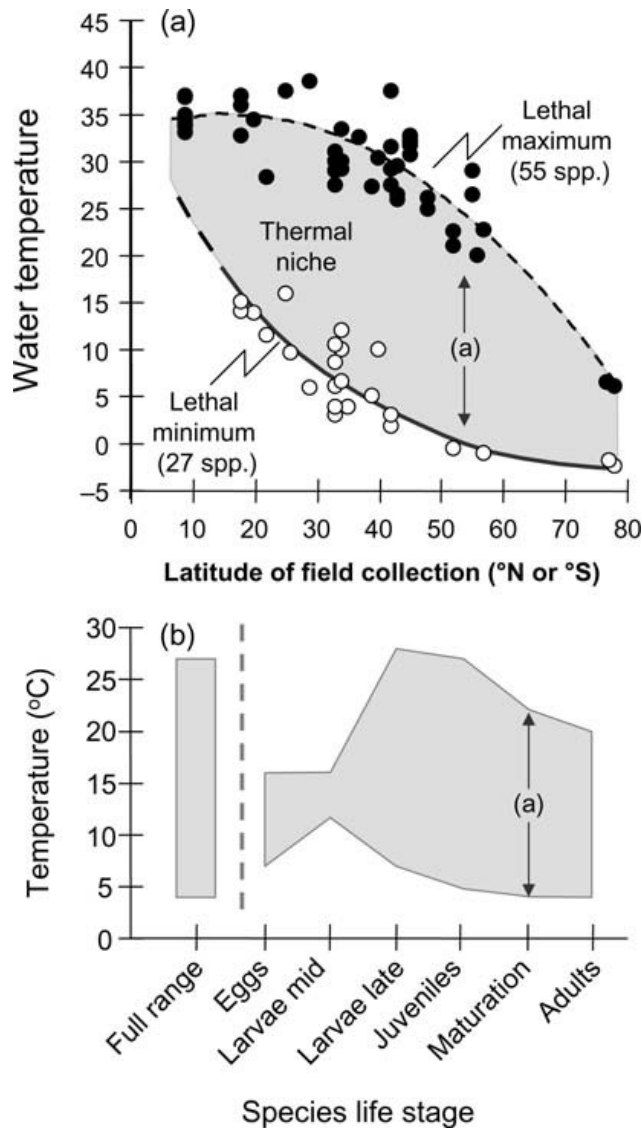 (a)
45
40
35
30
25
20
15
10
5
0
–5
Water temperature
Lethal
maximum
(55 spp.)
Thermal
niche
(a)
Lethal
minimum
(27 spp.)
0 10 20 30 40 50 60 70 80
Latitude of field collection (°N or °S)
(b)
30
25
20
15
10
5
0
Temperature (°C)
(a)
Full range
Eggs
Larvae mid
Larvae late
Juveniles
Maturation
Adults
Species life stage